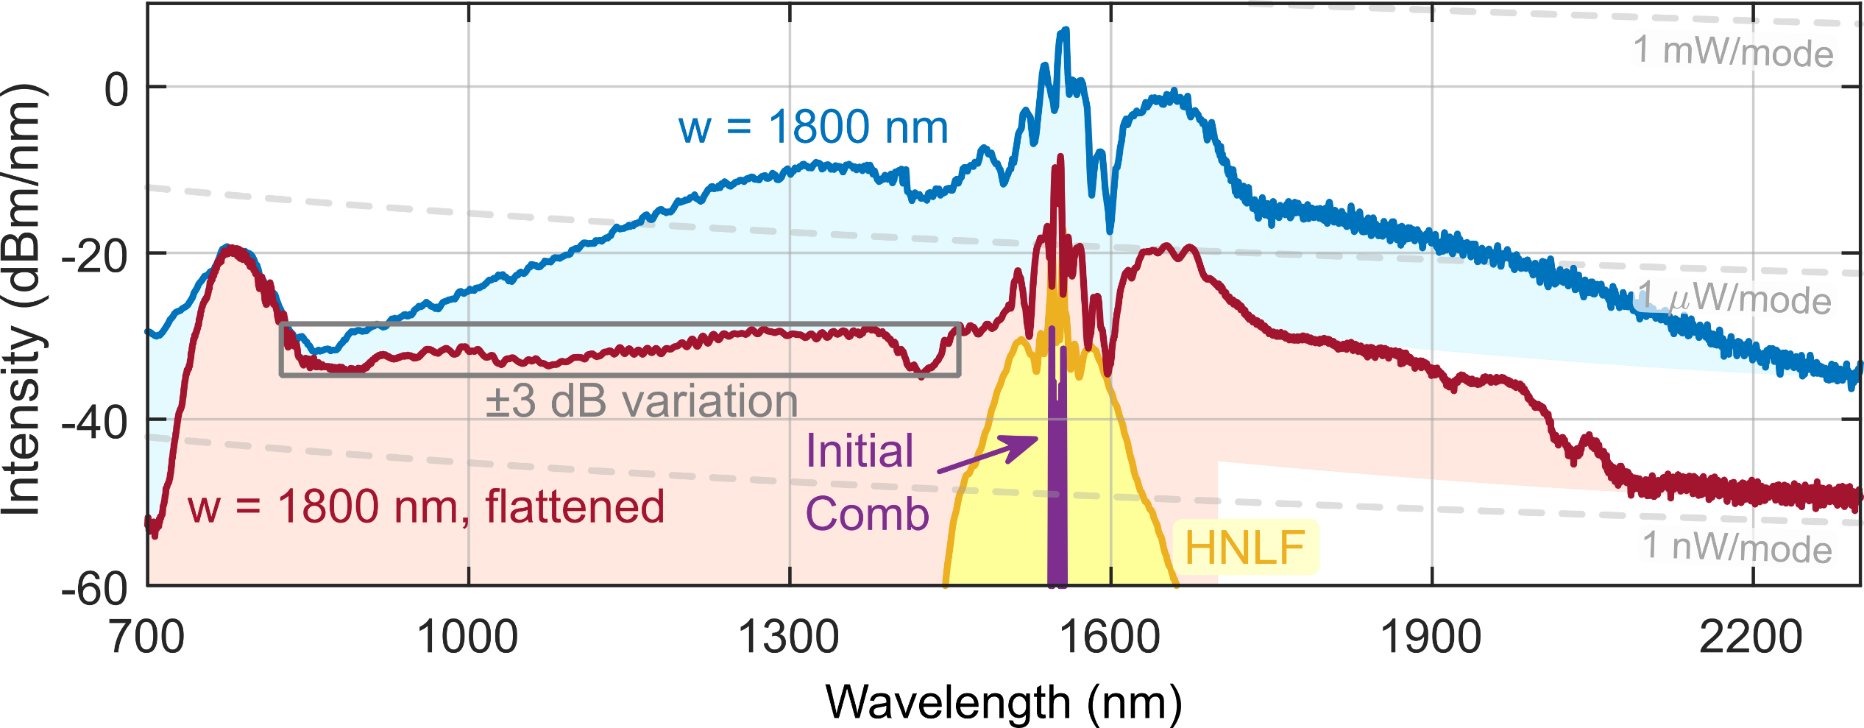 1 mW/mode
0
w = 1800 nm
Intensity (dBm/nm)
-20
1 μW/mode
±3 dB variation
-40
Initial
Comb
w = 1800 nm, flattened
HNLF
1 nW/mode
-60
700 1000 1300 1600 1900 2200
Wavelength (nm)